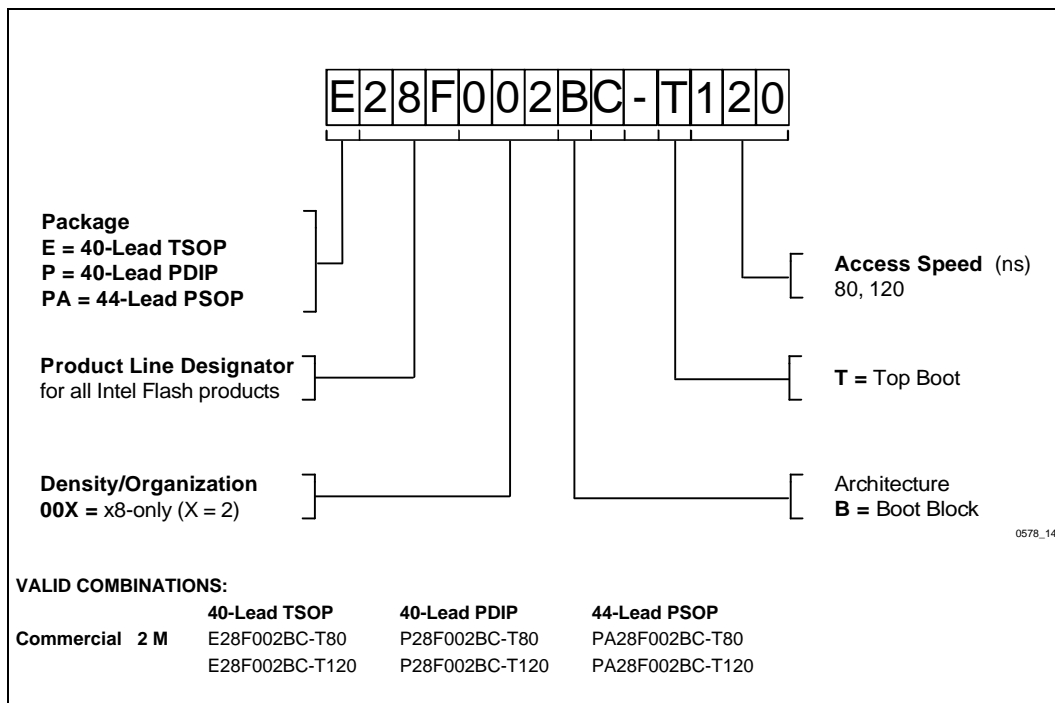 E28F002BC-T120
Package
E = 40-Lead TSOP
P = 40-Lead PDIP
PA = 44-Lead PSOP
Access Speed (ns)
80, 120
Product Line Designator
for all Intel Flash products
T = Top Boot
Density/Organization
00X = x8-only (X = 2)
Architecture
B = Boot Block
0578_14
VALID COMBINATIONS:
40-Lead TSOP 40-Lead PDIP 44-Lead PSOP
Commercial 2 M E28F002BC-T80 P28F002BC-T80 PA28F002BC-T80
E28F002BC-T120 P28F002BC-T120 PA28F002BC-T120